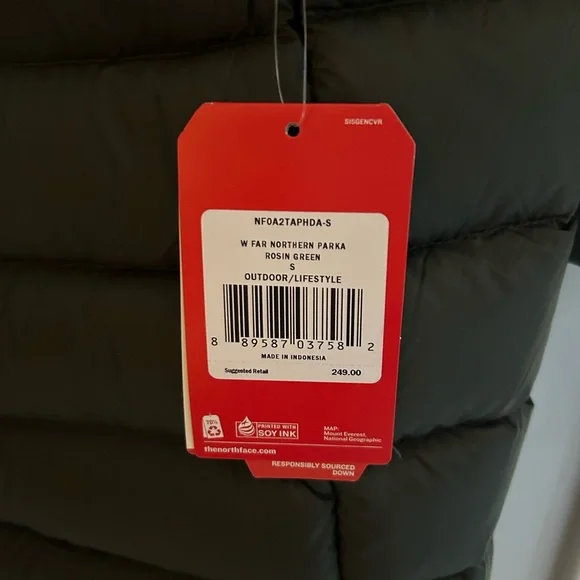 SISGENCVR
NF0A2TAPHDA-S
W FAR NORTHERN PARKA
ROSIN GREEN
S
OUTDOOR/LIFESTYLE
8 89587 03758 2
MADE IN INDONESIA
Suggested Retail 249.00
PRINTED WITH
SOY INK
MAP:
Mount Everest,
National Geographic
thenorthface.com
RESPONSIBLY SOURCED
DOWN